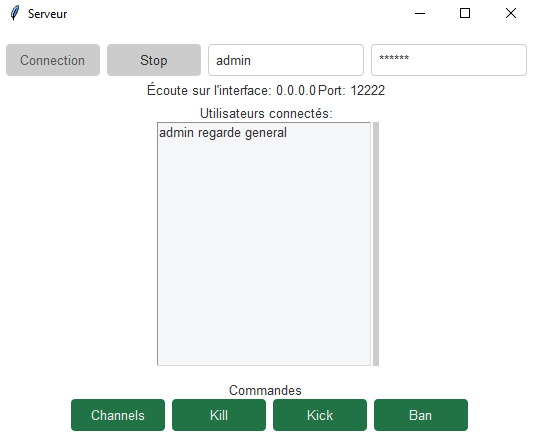 Serveur
Connection Stop admin ******
Écoute sur l'interface: 0.0.0.0 Port: 12222
Utilisateurs connectés:
admin regarde general
Commandes
Channels Kill Kick Ban